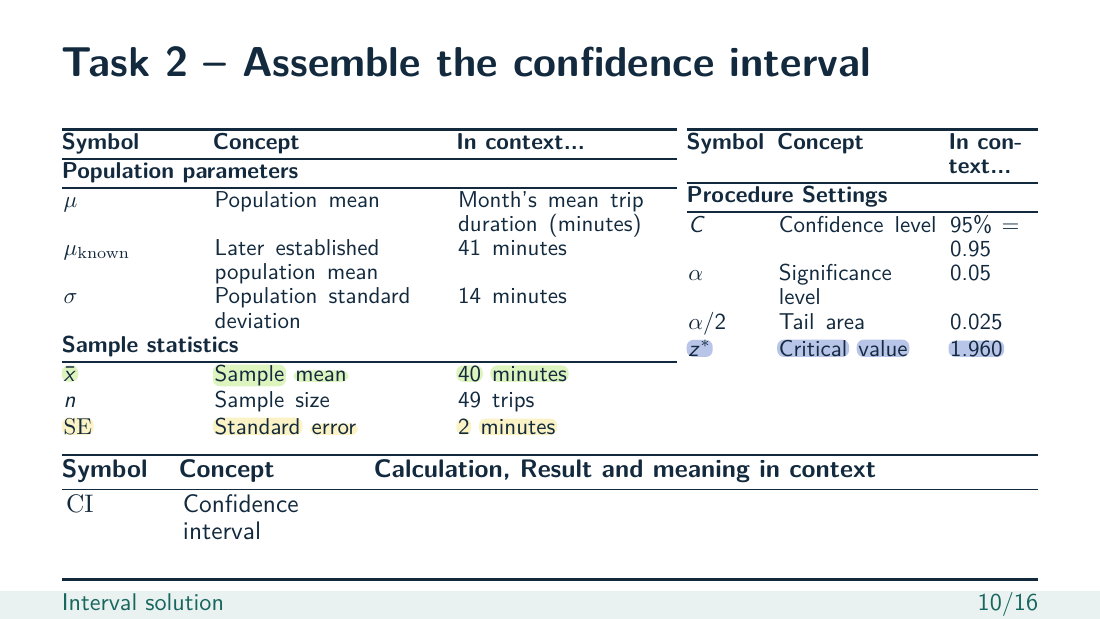 Task 2 – Assemble the confidence interval
Symbol Concept In context...
Population parameters
μ Population mean Month's mean trip
duration (minutes)
μknown Later established 41 minutes
population mean
σ Population standard 14 minutes
deviation
Sample statistics
x̄ Sample mean 40 minutes
n Sample size 49 trips
SE Standard error 2 minutes
Symbol Concept In con-
text...
Procedure Settings
C Confidence level 95% =
0.95
α Significance 0.05
level
α/2 Tail area 0.025
z* Critical value 1.960
Symbol Concept Calculation, Result and meaning in context
CI Confidence
interval
Interval solution 10/16